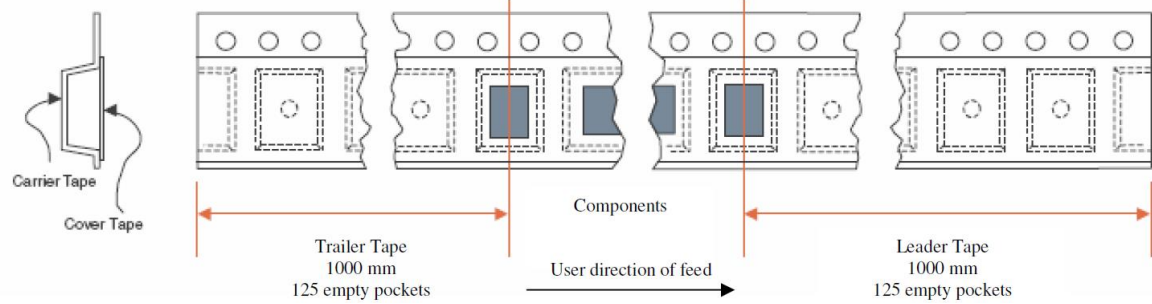 Carrier Tape
Cover Tape
Components
Trailer Tape
1000 mm
125 empty pockets
User direction of feed
Leader Tape
1000 mm
125 empty pockets